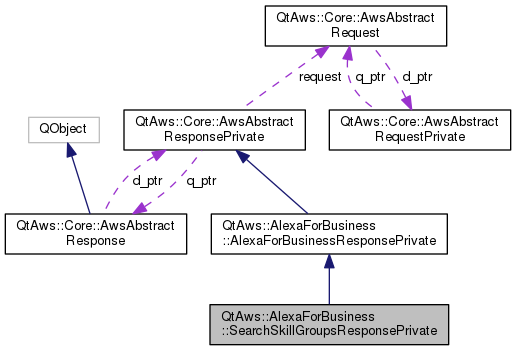 QtAws::Core::AwsAbstract
Request
request
q_ptr
d_ptr
QObject
QtAws::Core::AwsAbstract
ResponsePrivate
QtAws::Core::AwsAbstract
RequestPrivate
d_ptr
q_ptr
QtAws::Core::AwsAbstract
Response
QtAws::AlexaForBusiness
::AlexaForBusinessResponsePrivate
QtAws::AlexaForBusiness
::SearchSkillGroupsResponsePrivate